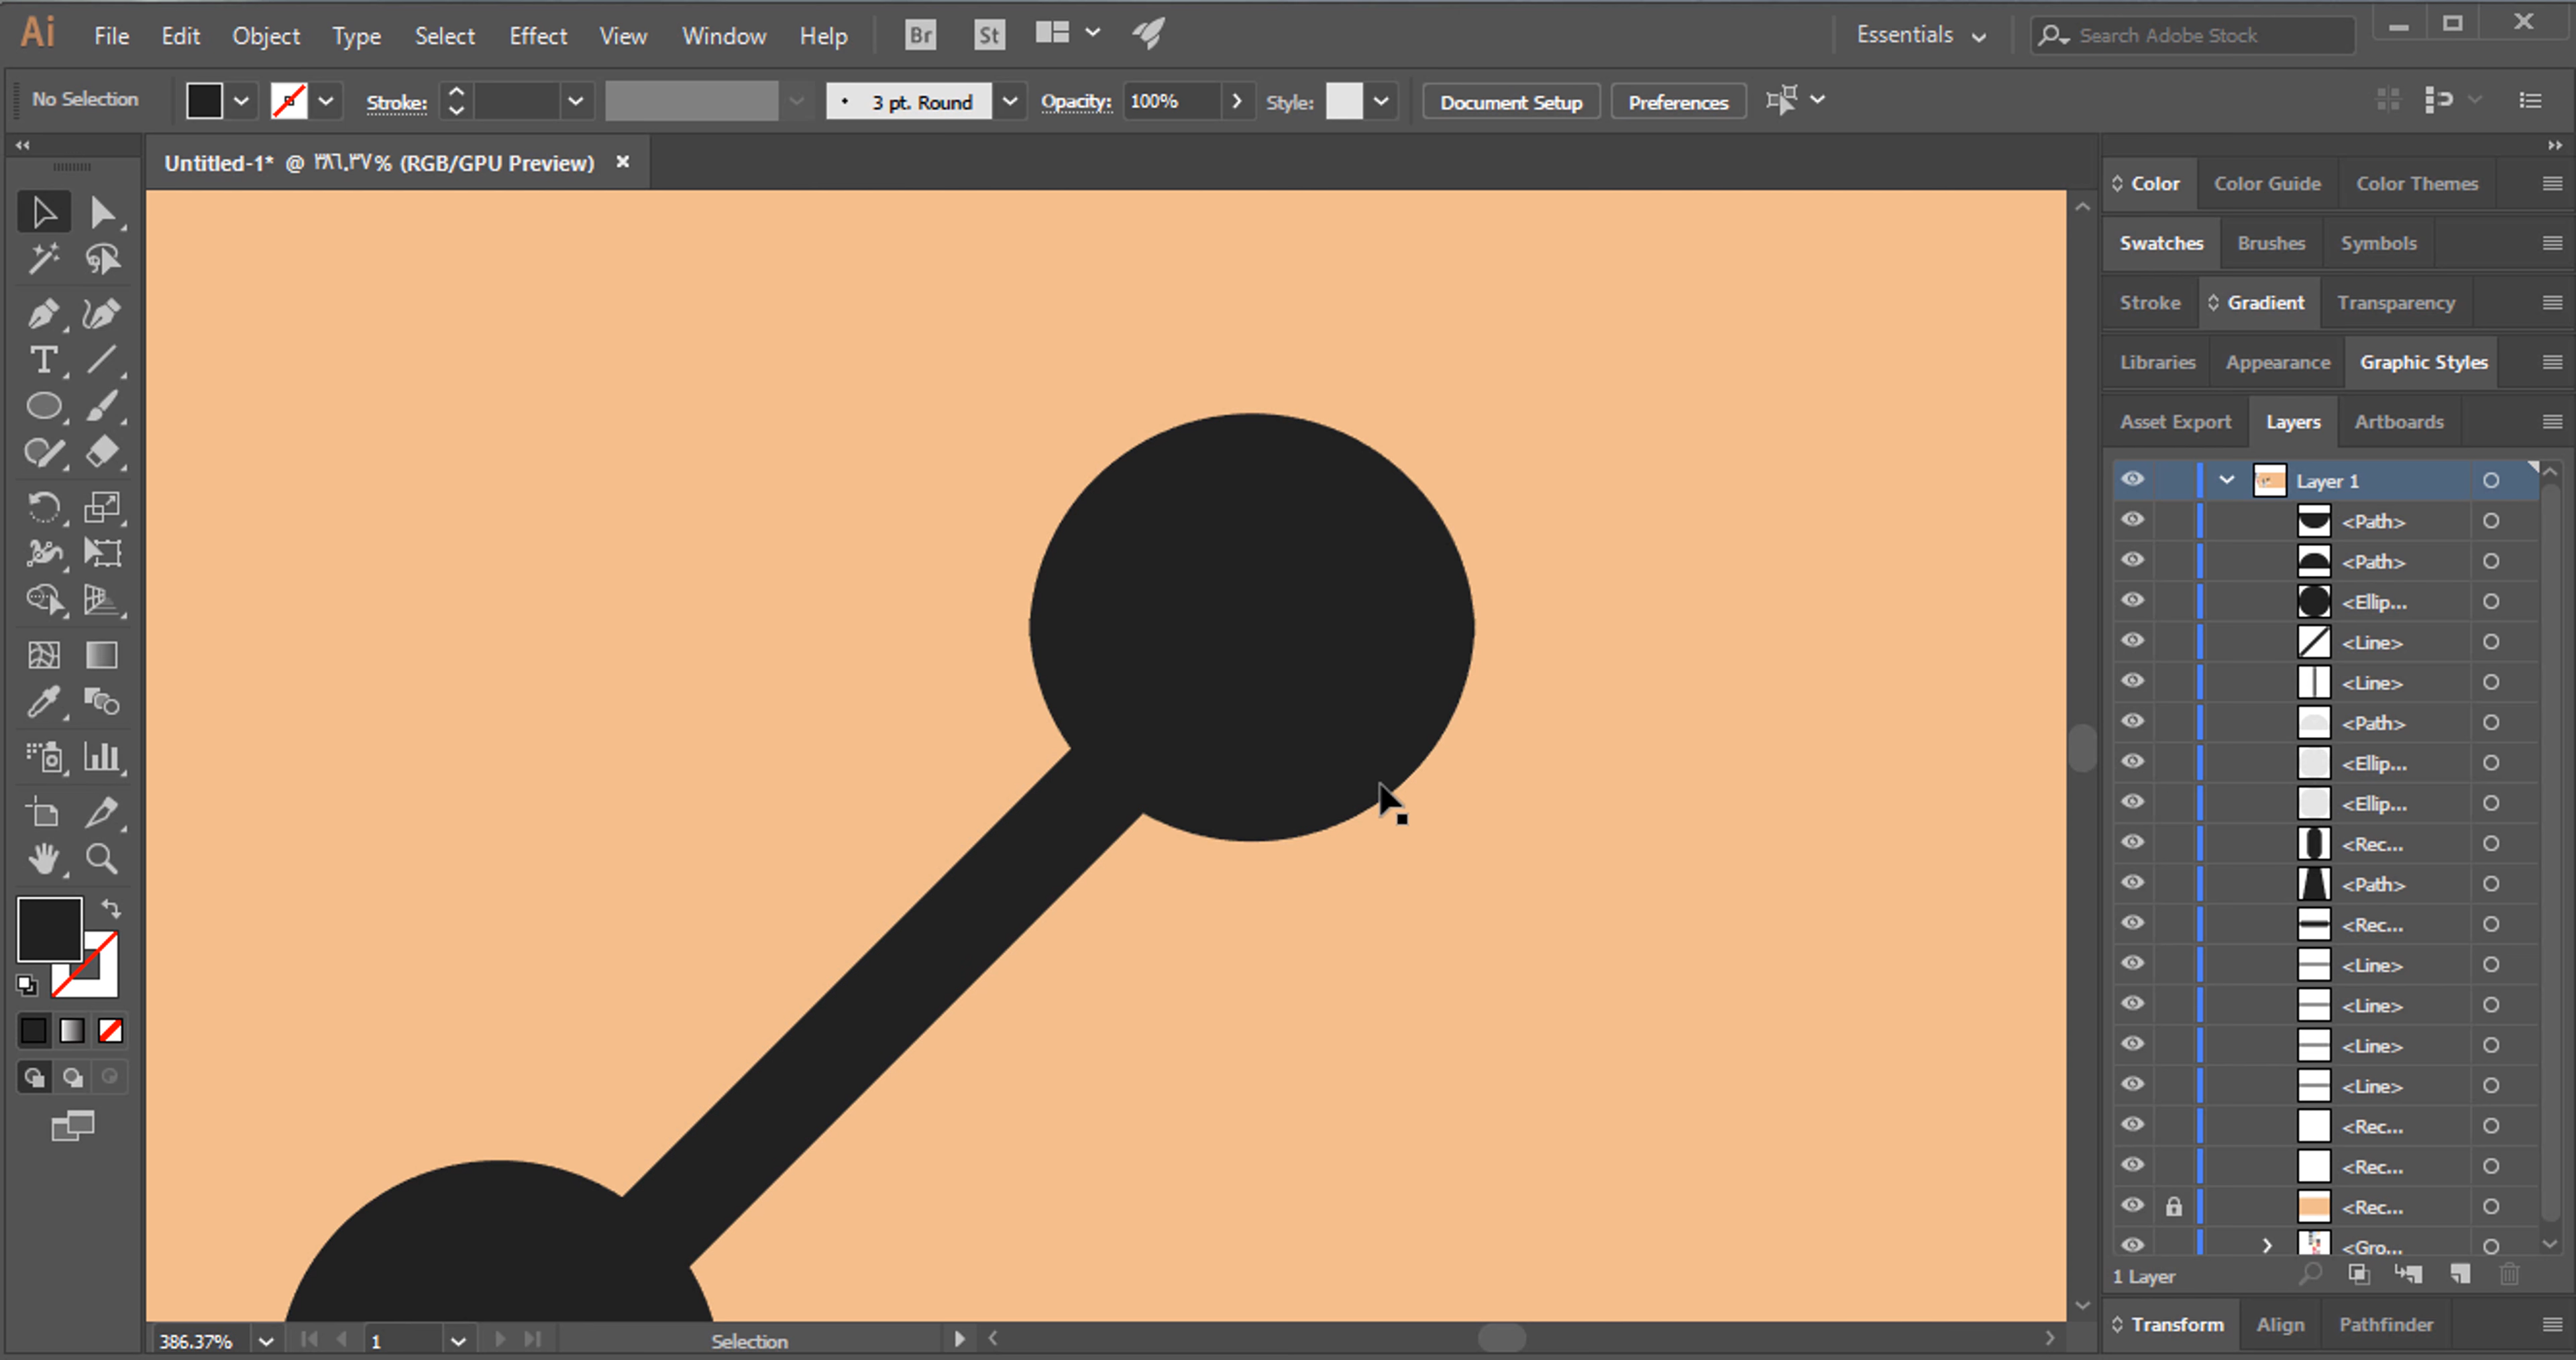 Ai File Edit Object Type Select Effect View Window Help Br St Essentials Search Adobe Stock
No Selection Stroke: 3 pt. Round Opacity: 100% Style: Document Setup Preferences
Untitled-1* @ ٣٨٦.٣٧% (RGB/GPU Preview)
Color Color Guide Color Themes
Swatches Brushes Symbols
Stroke Gradient Transparency
Libraries Appearance Graphic Styles
Asset Export Layers Artboards
Layer 1
<Path>
<Path>
<Ellip...
<Line>
<Line>
<Path>
<Ellip...
<Ellip...
<Rec...
<Path>
<Rec...
<Line>
<Line>
<Line>
<Line>
<Rec...
<Rec...
<Rec...
<Gro...
1 Layer
Transform Align Pathfinder
386.37% 1 Selection